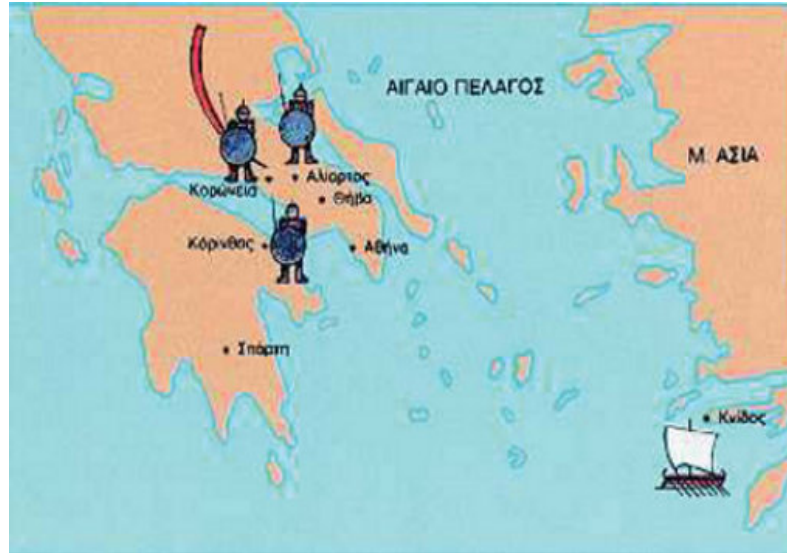 ΑΙΓΑΙΟ ΠΕΛΑΓΟΣ
Μ. ΑΣΙΑ
Κορώνεια
Αλίαρτος
Θήβα
Κόρινθος
Αθήνα
Σπάρτη
Κνίδος